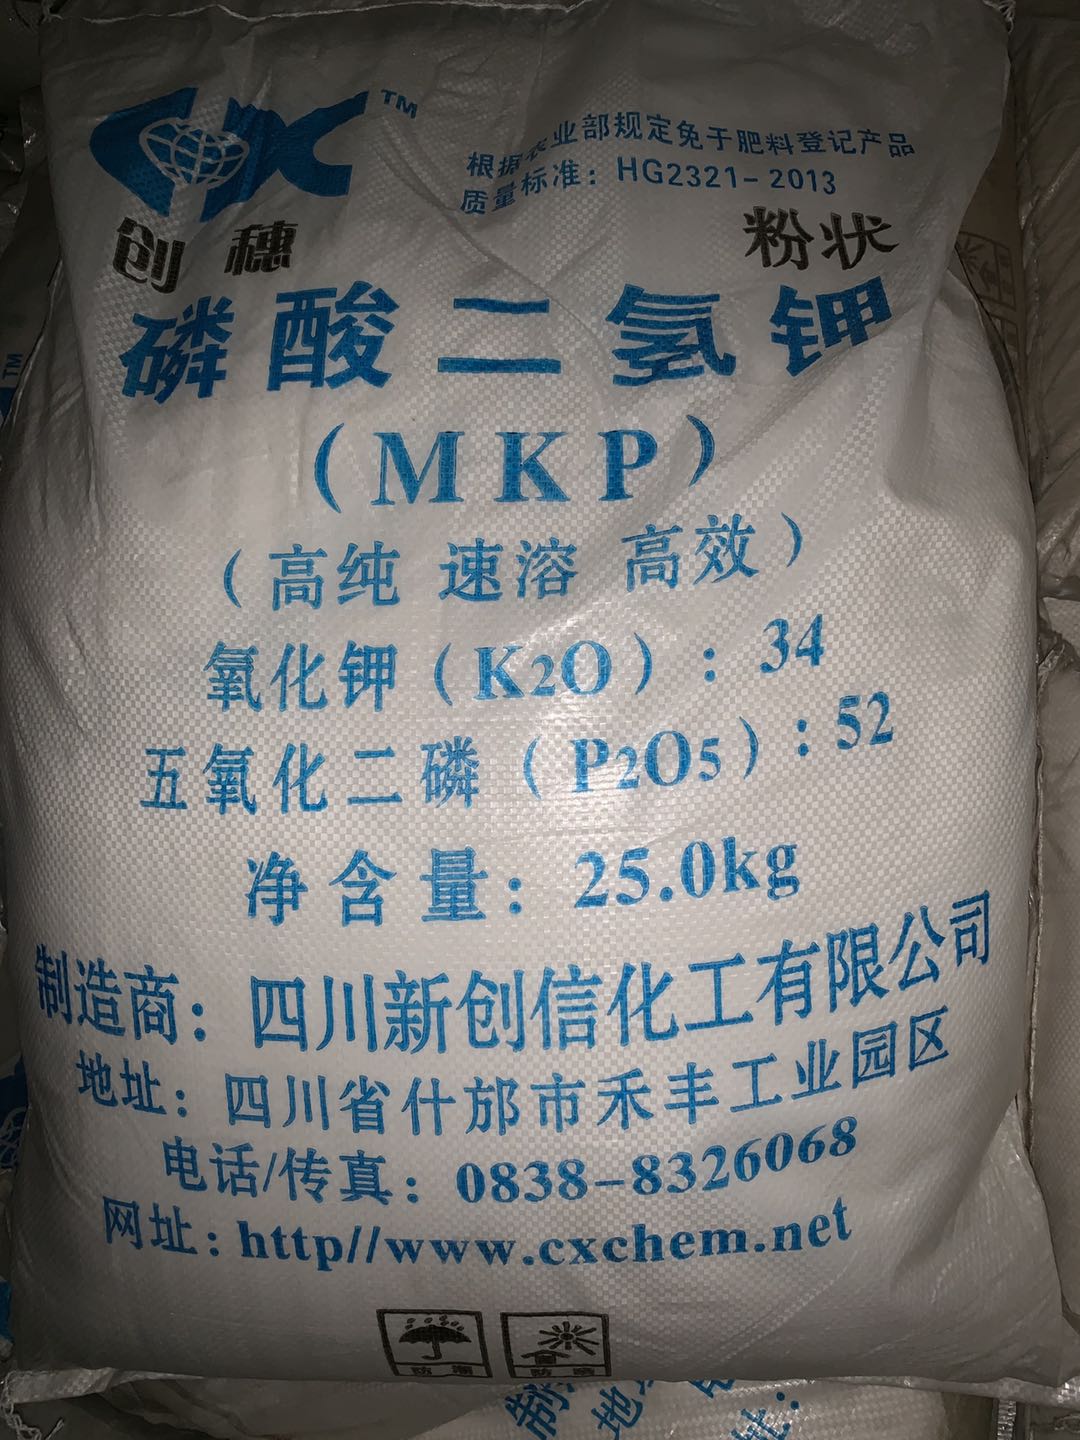 CX™
根据农业部规定免于肥料登记产品
质量标准：HG2321-2013
创穗
粉状
磷酸二氢钾
（MKP）
（高纯 速溶 高效）
氧化钾（K2O）：34
五氧化二磷（P2O5）：52
净含量：25.0kg
制造商：四川新创信化工有限公司
地址：四川省什邡市禾丰工业园区
电话/传真：0838-8326068
网址：http//www.cxchem.net
防潮
防晒
制
地
TM